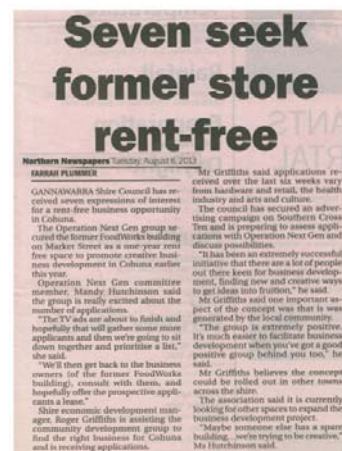 Seven seek
former store
rent-free
Northern Newspapers Tuesday, August 6, 2013
FARRAH PLUMMER
GANNAWARRA Shire Council has re-
ceived seven expressions of interest
for a rent-free business opportunity
in Cohuna.
The Operation Next Gen group se-
cured the former FoodWorks building
on Market Street as a one-year rent
free space to promote creative busi-
ness development in Cohuna earlier
this year.
Operation Next Gen committee
member, Mandy Hutchinson said
the group is really excited about the
number of applications.
"The TV ads are about to finish and
hopefully that will gather some more
applicants and then we're going to sit
down together and prioritise a list,"
she said.
"We'll then get back to the business
owners (of the former FoodWorks
building), consult with them, and
hopefully offer the prospective appli-
cants a lease."
Shire economic development man-
ager, Roger Griffiths is assisting the
community development group to
find the right business for Cohuna
and is receiving applications.
Mr Griffiths said applications re-
ceived over the last six weeks vary
from hardware and retail, the health
industry and arts and culture.
The council has secured an adver-
tising campaign on Southern Cross
Ten and is preparing to assess appli-
cations with Operation Next Gen and
discuss possibilities.
"It has been an extremely successful
initiative that there are a lot of people
out there keen for business develop-
ment, finding new and creative ways
to get ideas into fruition," he said.
Mr Griffiths said one important as-
pect of the concept was that is was
generated by the local community.
"The group is extremely positive.
It's much easier to facilitate business
development when you've got a good
positive group behind you too," he
said.
Mr Griffiths believes the concept
could be rolled out in other towns
across the shire.
The association said it is currently
looking for other spaces to expand the
business development project.
"Maybe someone else has a spare
building...we're trying to be creative,"
Ms Hutchinson said.